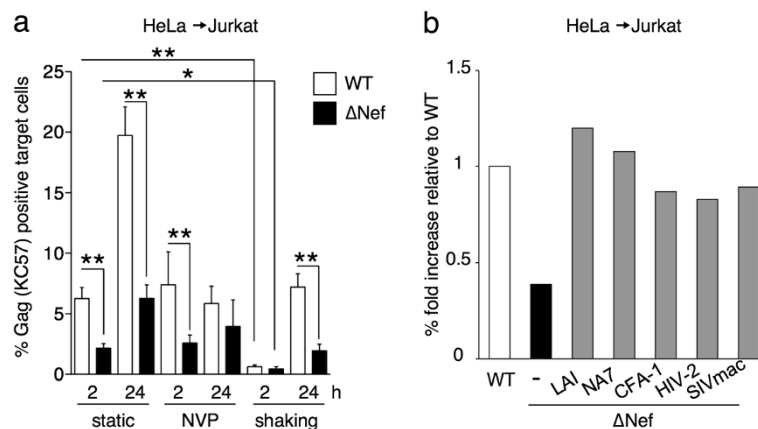 a
HeLa → Jurkat
% Gag (KC57) positive target cells
25
20
15
10
5
0
** 
*
**
**
**
**
WT
ΔNef
2 24 2 24 2 24 h
static NVP shaking
b
HeLa → Jurkat
% fold increase relative to WT
1.5
1
0.5
0
WT - LAI NA7 CFA-1 HIV-2 SIVmac
ΔNef